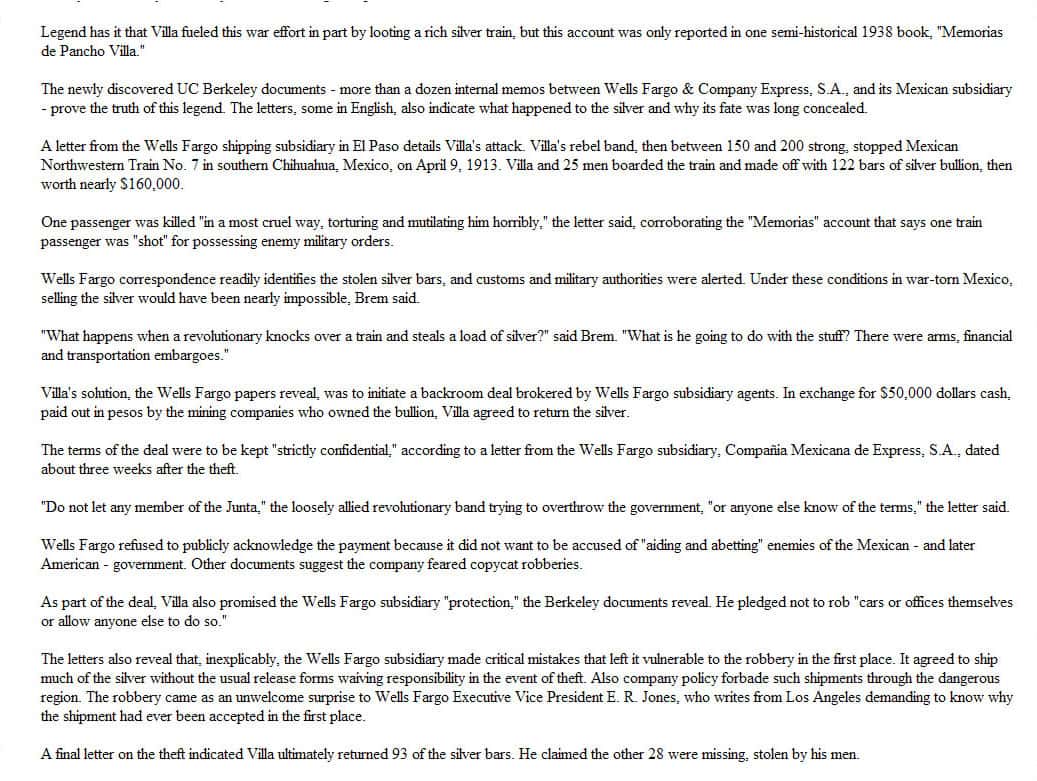 Legend has it that Villa fueled this war effort in part by looting a rich silver train, but this account was only reported in one semi-historical 1938 book, "Memorias
de Pancho Villa."
The newly discovered UC Berkeley documents - more than a dozen internal memos between Wells Fargo & Company Express, S.A., and its Mexican subsidiary
- prove the truth of this legend. The letters, some in English, also indicate what happened to the silver and why its fate was long concealed.
A letter from the Wells Fargo shipping subsidiary in El Paso details Villa's attack. Villa's rebel band, then between 150 and 200 strong, stopped Mexican
Northwestern Train No. 7 in southern Chihuahua, Mexico, on April 9, 1913. Villa and 25 men boarded the train and made off with 122 bars of silver bullion, then
worth nearly $160,000.
One passenger was killed "in a most cruel way, torturing and mutilating him horribly," the letter said, corroborating the "Memorias" account that says one train
passenger was "shot" for possessing enemy military orders.
Wells Fargo correspondence readily identifies the stolen silver bars, and customs and military authorities were alerted. Under these conditions in war-torn Mexico,
selling the silver would have been nearly impossible, Brem said.
"What happens when a revolutionary knocks over a train and steals a load of silver?" said Brem. "What is he going to do with the stuff? There were arms, financial
and transportation embargoes."
Villa's solution, the Wells Fargo papers reveal, was to initiate a backroom deal brokered by Wells Fargo subsidiary agents. In exchange for $50,000 dollars cash,
paid out in pesos by the mining companies who owned the bullion, Villa agreed to return the silver.
The terms of the deal were to be kept "strictly confidential," according to a letter from the Wells Fargo subsidiary, Compañia Mexicana de Express, S.A., dated
about three weeks after the theft.
"Do not let any member of the Junta," the loosely allied revolutionary band trying to overthrow the government, "or anyone else know of the terms," the letter said.
Wells Fargo refused to publicly acknowledge the payment because it did not want to be accused of "aiding and abetting" enemies of the Mexican - and later
American - government. Other documents suggest the company feared copycat robberies.
As part of the deal, Villa also promised the Wells Fargo subsidiary "protection," the Berkeley documents reveal. He pledged not to rob "cars or offices themselves
or allow anyone else to do so."
The letters also reveal that, inexplicably, the Wells Fargo subsidiary made critical mistakes that left it vulnerable to the robbery in the first place. It agreed to ship
much of the silver without the usual release forms waiving responsibility in the event of theft. Also company policy forbade such shipments through the dangerous
region. The robbery came as an unwelcome surprise to Wells Fargo Executive Vice President E. R. Jones, who writes from Los Angeles demanding to know why
the shipment had ever been accepted in the first place.
A final letter on the theft indicated Villa ultimately returned 93 of the silver bars. He claimed the other 28 were missing, stolen by his men.